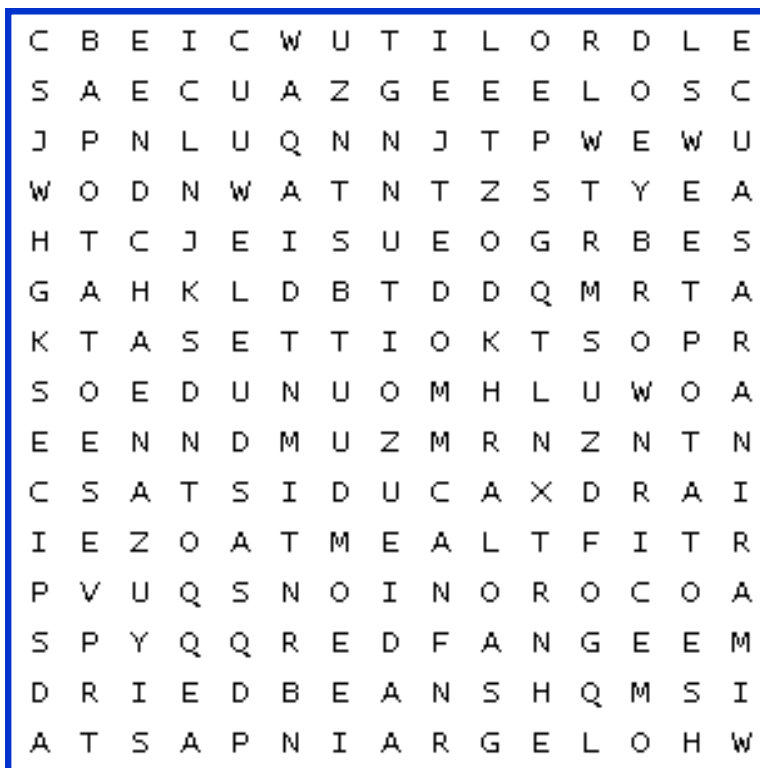 C B E I C W U T I L O R D L E
S A E C U A Z G E E E L O S C
J P N L U Q N N J T P W E W U
W O D N W A T N T Z S T Y E A
H T C J E I S U E O G R B E S
G A H K L D B T D D Q M R T A
K T A S E T T I O K T S O P R
S O E D U N U O M H L U W O A
E E N N D M U Z M R N Z N T N
C S A T S I D U C A X D R A I
I E Z O A T M E A L T F I T R
P V U Q S N O I N O R O C O A
S P Y Q Q R E D F A N G E E M
D R I E D B E A N S H Q M S I
A T S A P N I A R G E L O H W